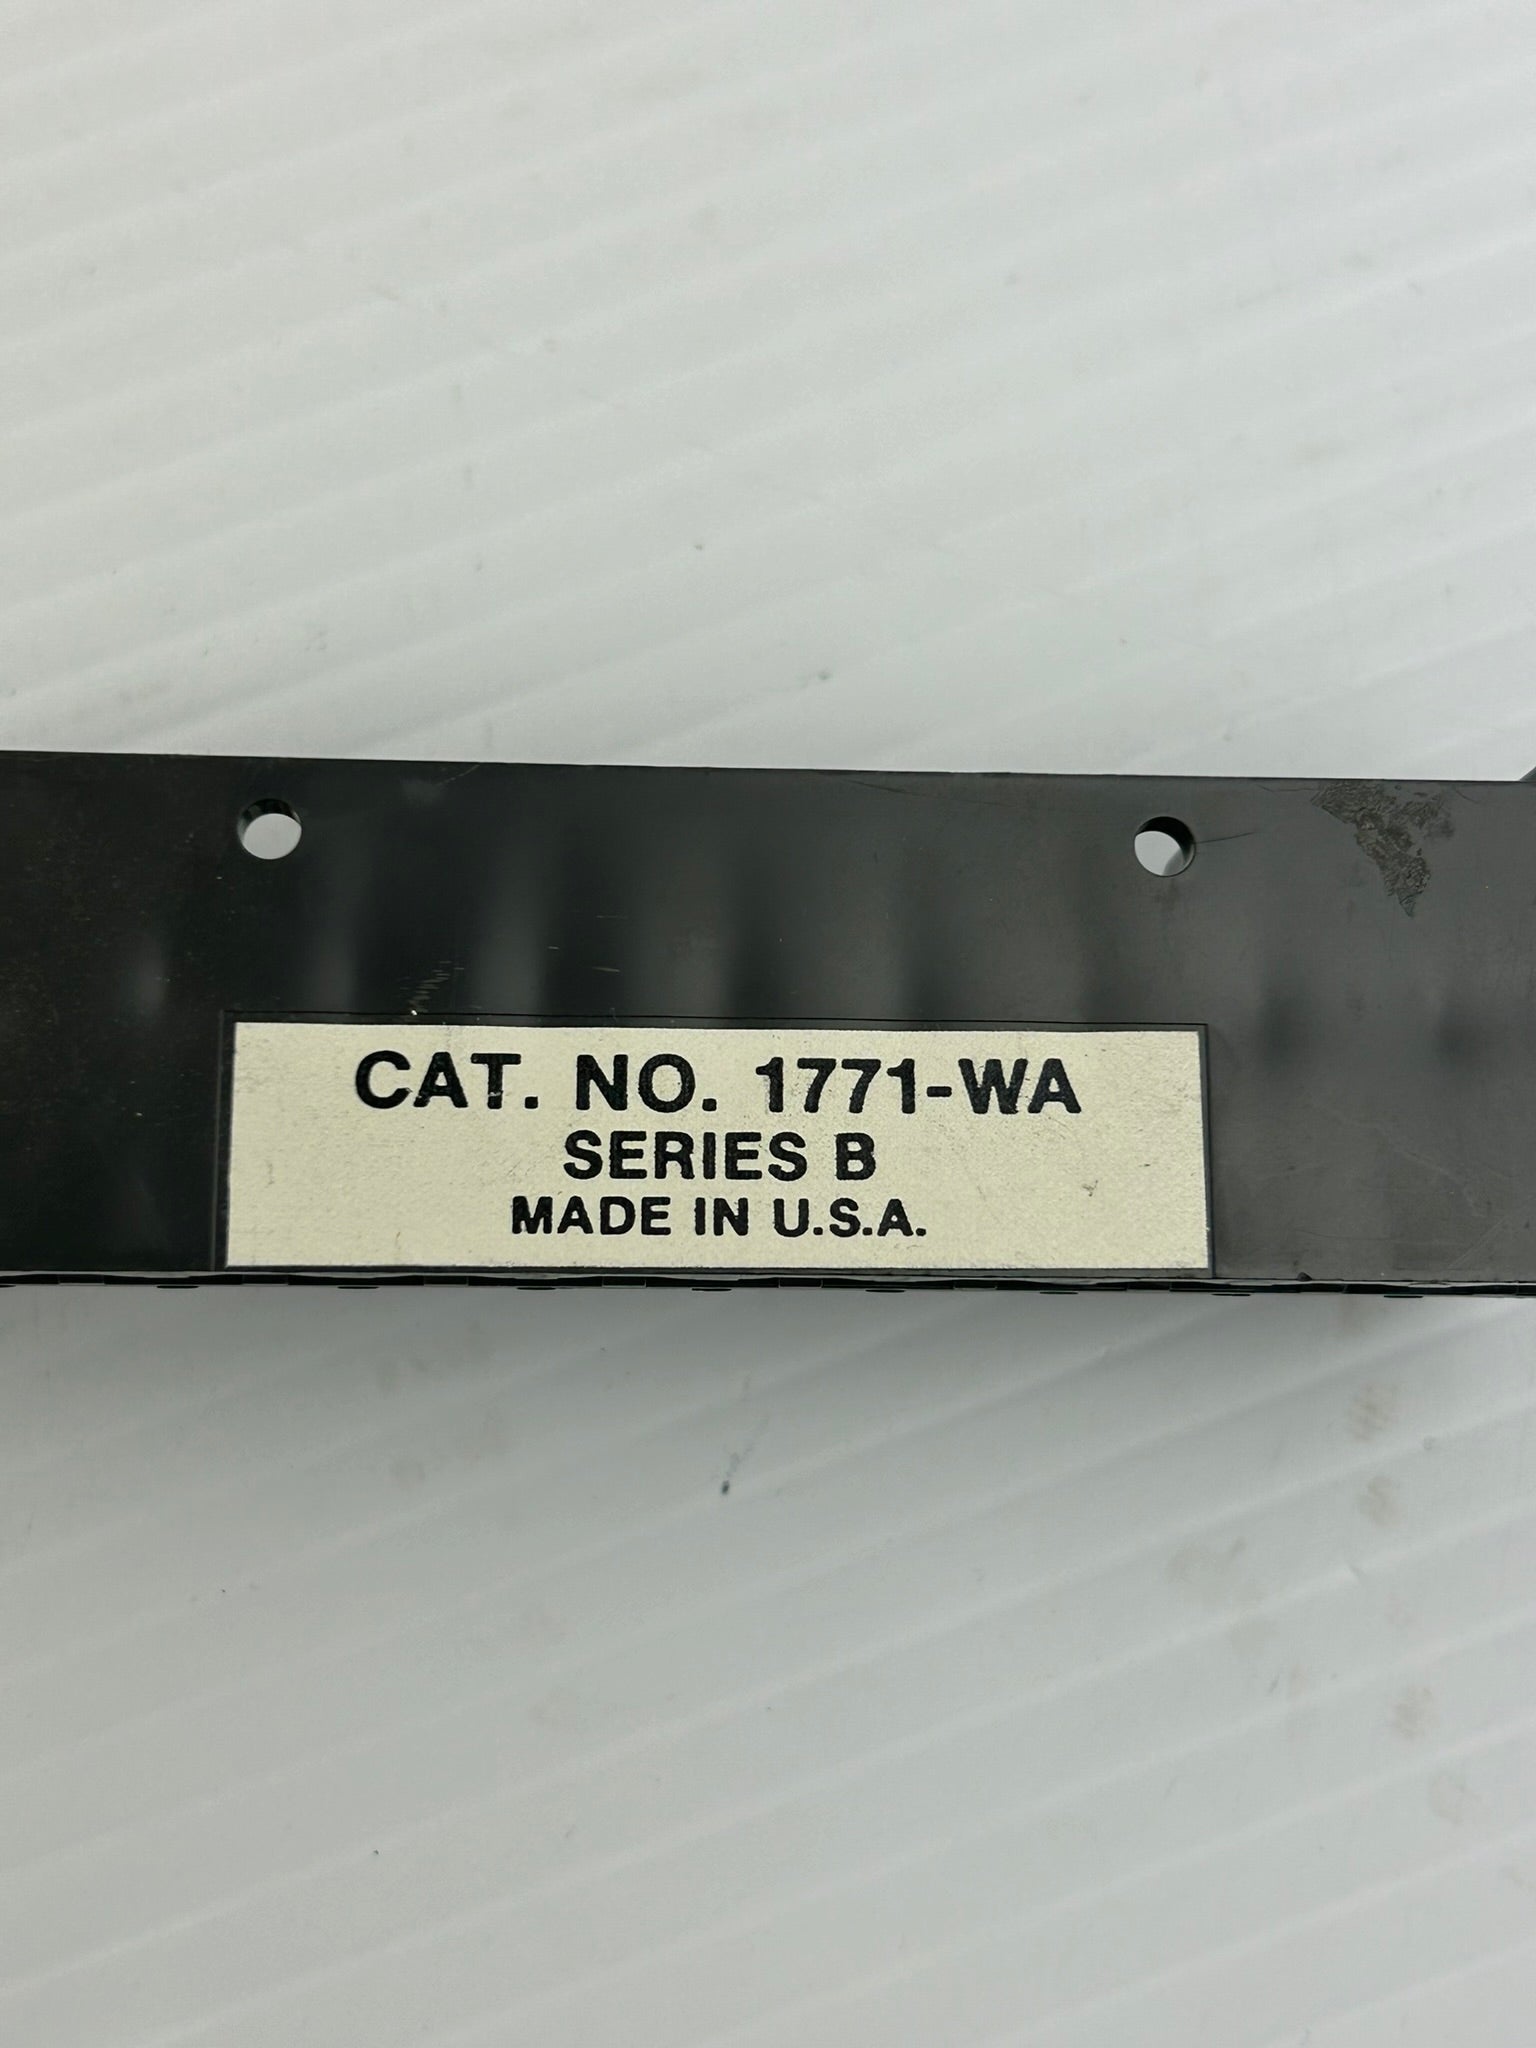 CAT. NO. 1771-WA
SERIES B
MADE IN U.S.A.